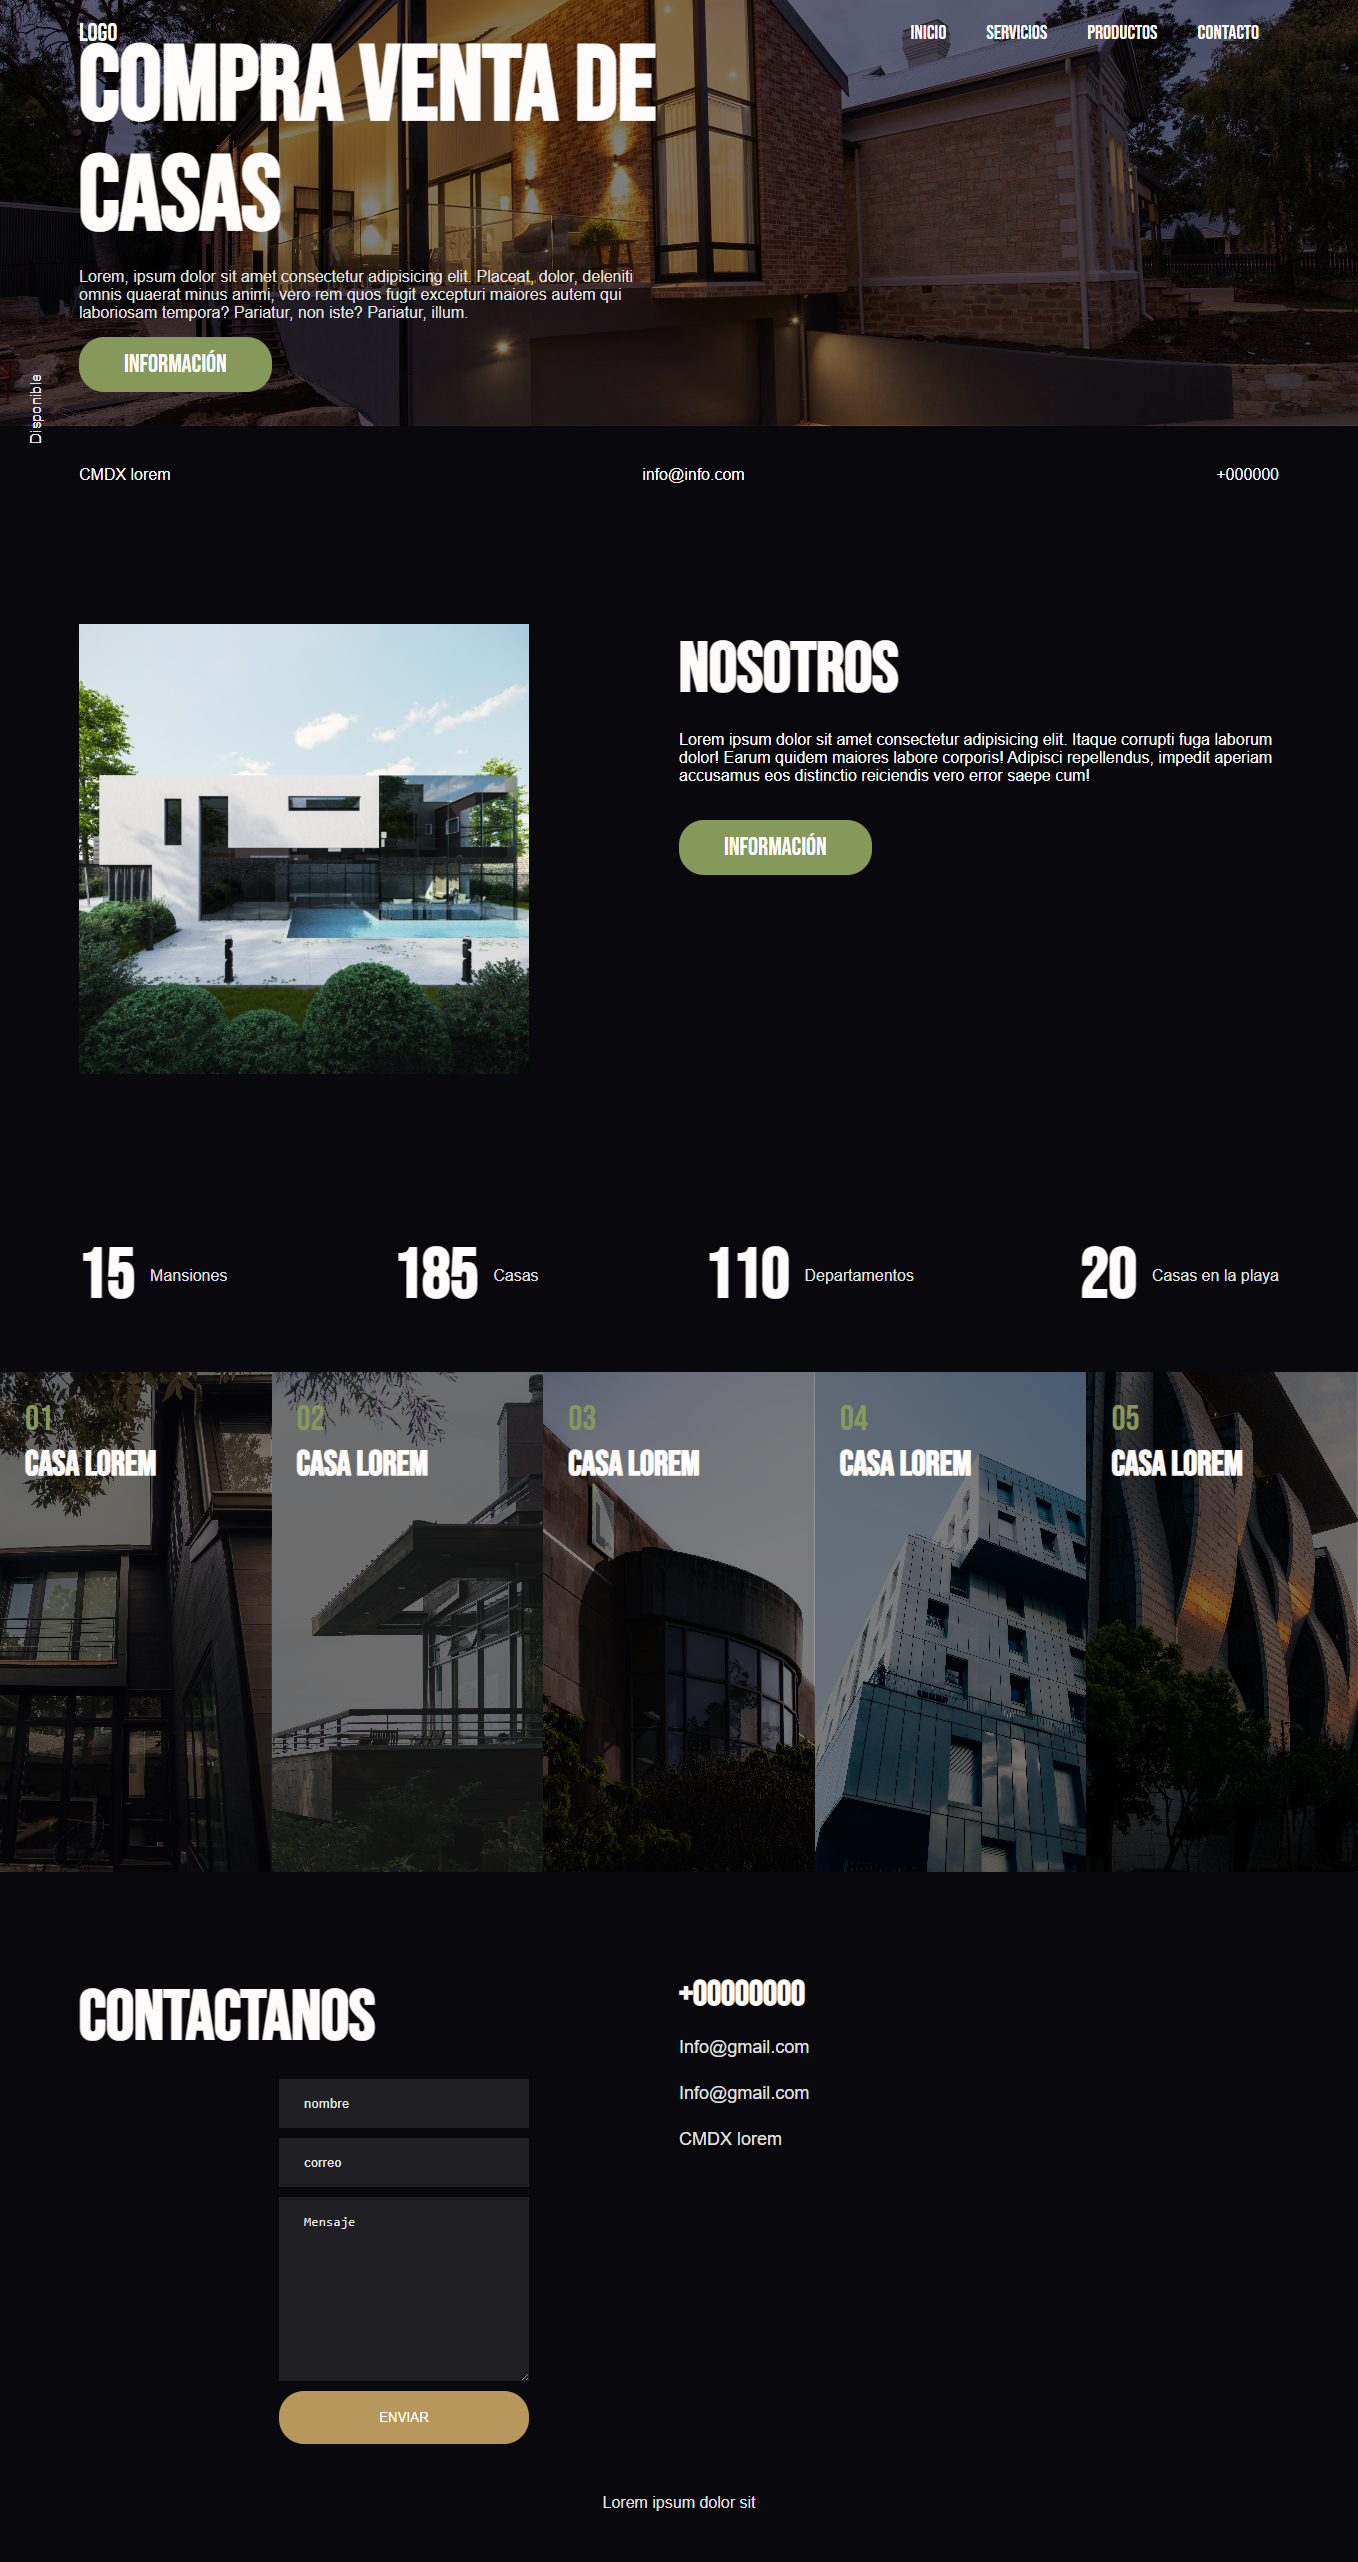 LOGO
INICIO SERVICIOS PRODUCTOS CONTACTO
COMPRA VENTA DE
CASAS
Lorem, ipsum dolor sit amet consectetur adipisicing elit. Placeat, dolor, deleniti
omnis quaerat minus animi, vero rem quos fugit excepturi maiores autem qui
laboriosam tempora? Pariatur, non iste? Pariatur, illum.
INFORMACIÓN
Disponible
CMDX lorem
info@info.com
+000000
NOSOTROS
Lorem ipsum dolor sit amet consectetur adipisicing elit. Itaque corrupti fuga laborum
dolor! Earum quidem maiores labore corporis! Adipisci repellendus, impedit aperiam
accusamus eos distinctio reiciendis vero error saepe cum!
INFORMACIÓN
15 Mansiones
185 Casas
110 Departamentos
20 Casas en la playa
01
CASA LOREM
02
CASA LOREM
03
CASA LOREM
04
CASA LOREM
05
CASA LOREM
CONTACTANOS
nombre
correo
Mensaje
ENVIAR
+00000000
Info@gmail.com
Info@gmail.com
CMDX lorem
Lorem ipsum dolor sit